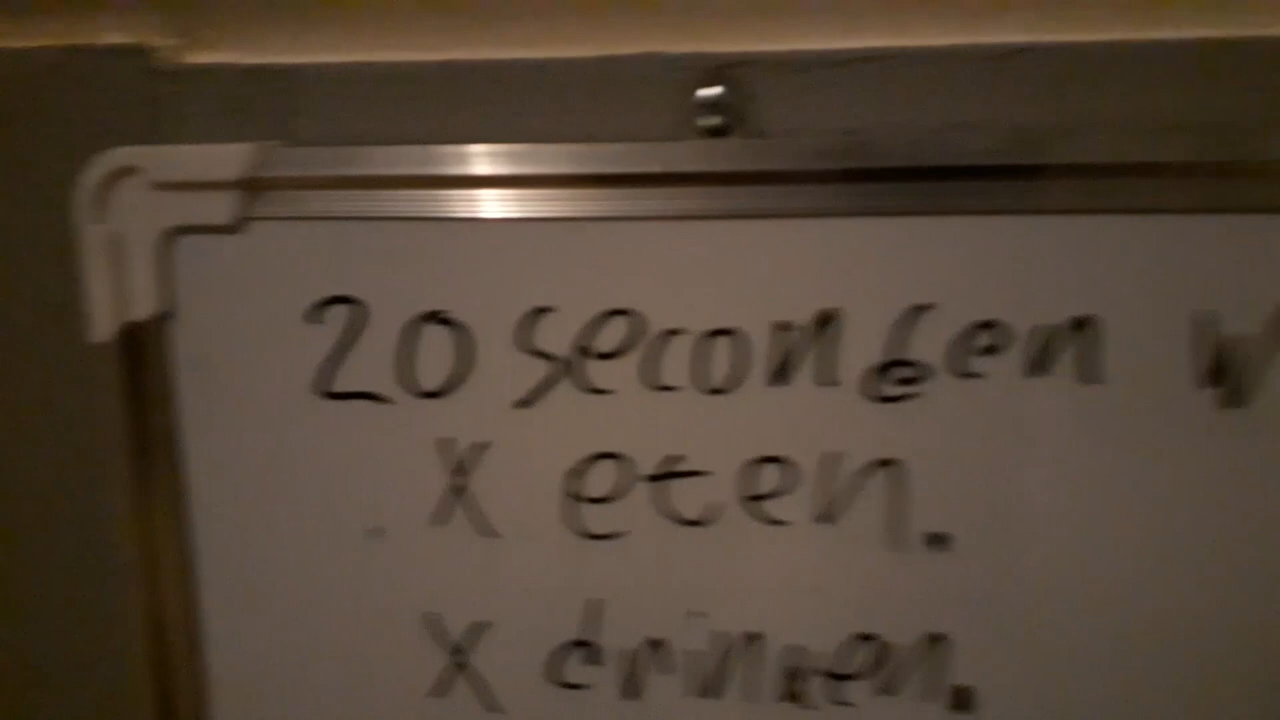 20 seconden
X eten.
X drinken.